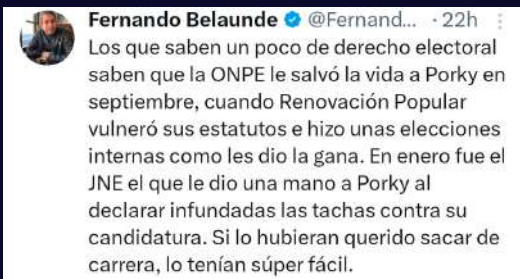 Fernando Belaunde @Fernand... · 22h
Los que saben un poco de derecho electoral
saben que la ONPE le salvó la vida a Porky en
septiembre, cuando Renovación Popular
vulneró sus estatutos e hizo unas elecciones
internas como les dio la gana. En enero fue el
JNE el que le dio una mano a Porky al
declarar infundadas las tachas contra su
candidatura. Si lo hubieran querido sacar de
carrera, lo tenían súper fácil.